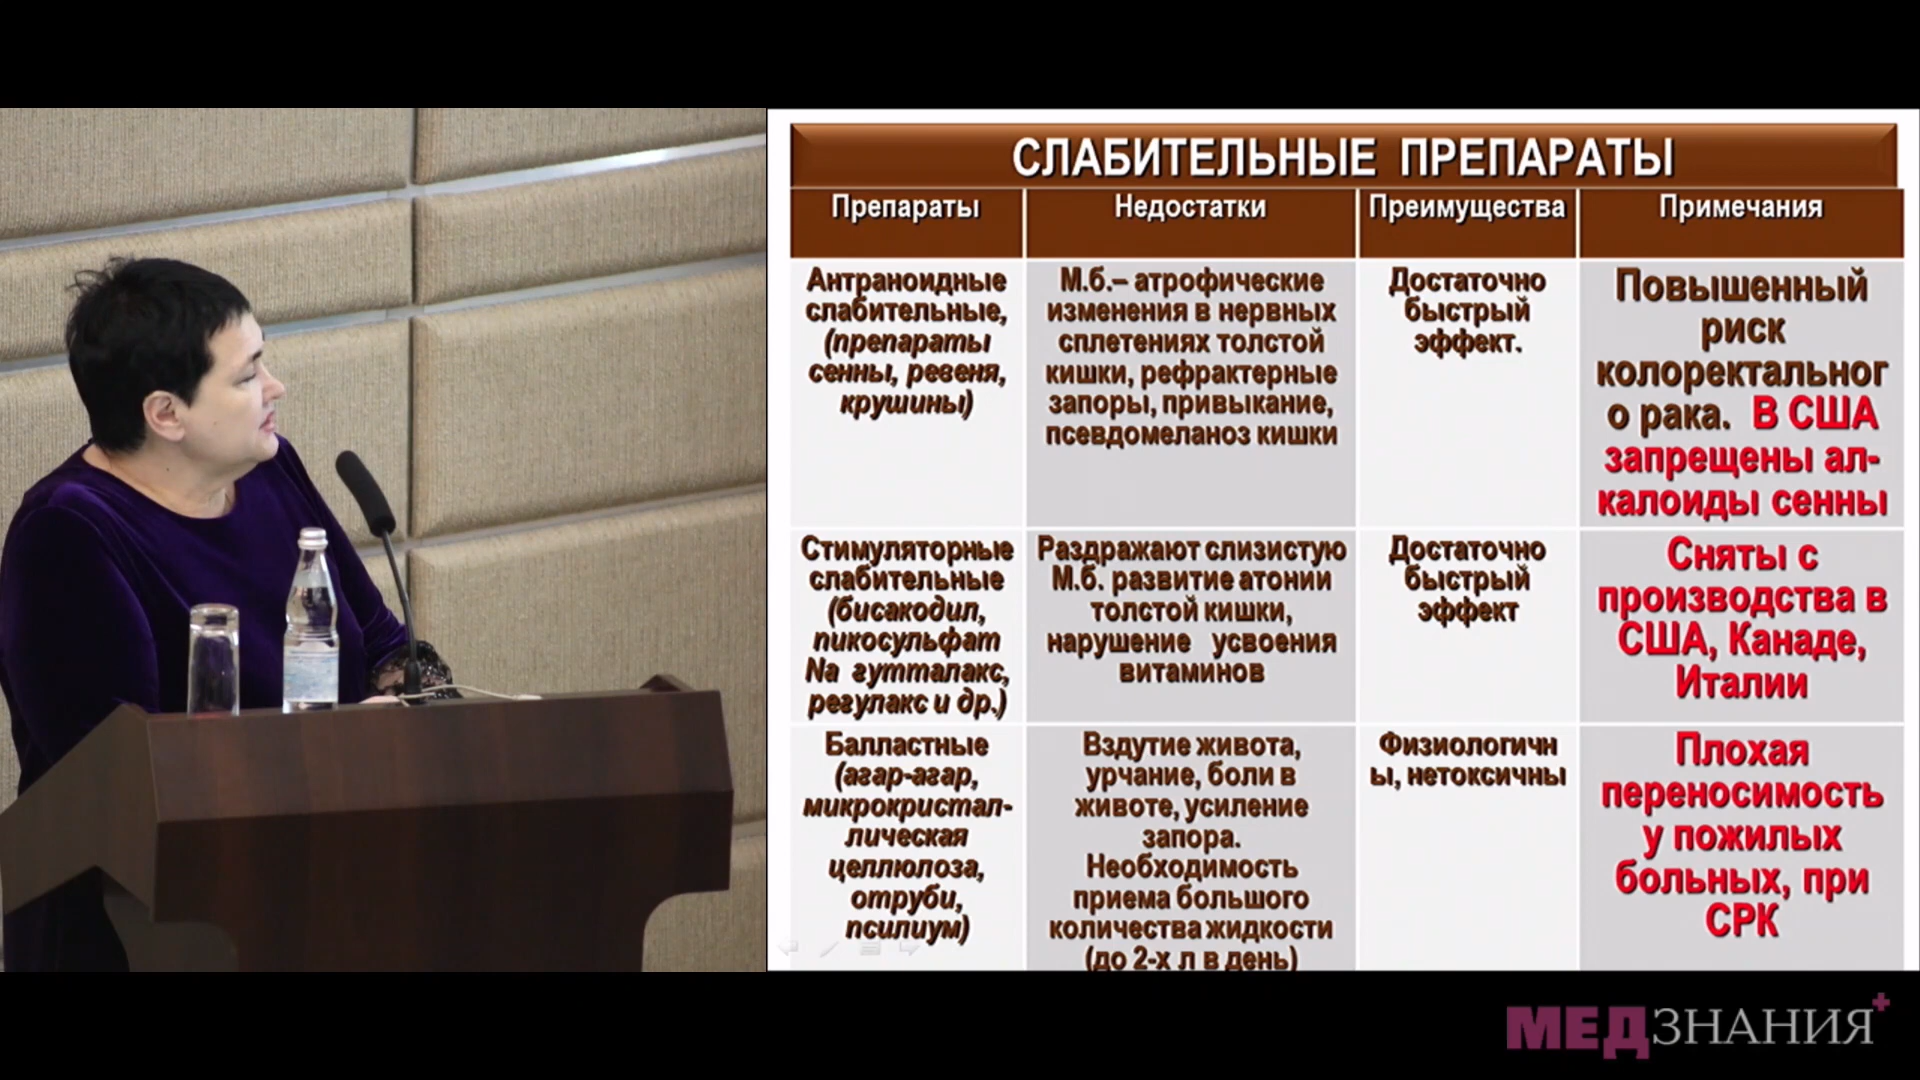 СЛАБИТЕЛЬНЫЕ ПРЕПАРАТЫ
Препараты
Недостатки
Преимущества
Примечания
Антраноидные
слабительные,
(препараты
сенны, ревеня,
крушины)
М.б.– атрофические
изменения в нервных
сплетениях толстой
кишки, рефрактерные
запоры, привыкание,
псевдомеланоз кишки
Достаточно
быстрый
эффект.
Повышенный
риск
колоректальног
о рака. В США
запрещены ал-
калоиды сенны
Стимуляторные
слабительные
(бисакодил,
пикосульфат
Na гутталакс,
регулакс и др.)
Раздражают слизистую
М.б. развитие атонии
толстой кишки,
нарушение усвоения
витаминов
Достаточно
быстрый
эффект
Сняты с
производства в
США, Канаде,
Италии
Балластные
(агар-агар,
микрокристал-
лическая
целлюлоза,
отруби,
псилиум)
Вздутие живота,
урчание, боли в
животе, усиление
запора.
Необходимость
приема большого
количества жидкости
(до 2-х л в день)
Физиологичн
ы, нетоксичны
Плохая
переносимость
у пожилых
больных, при
СРК
МЕДЗНАНИЯ+